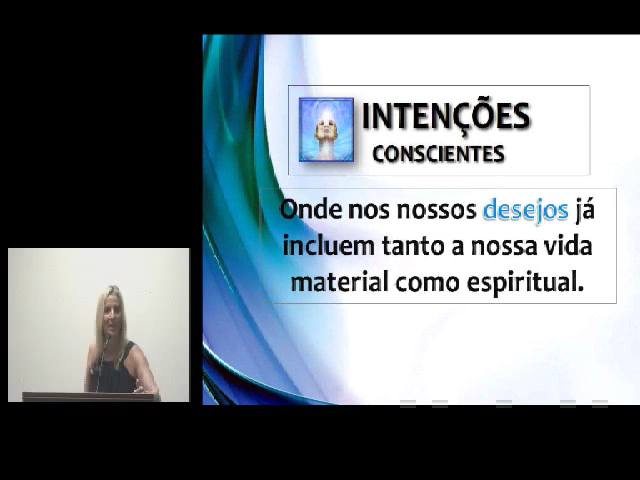 INTENÇÕES
CONSCIENTES
Onde nos nossos desejos já
incluem tanto a nossa vida
material como espiritual.